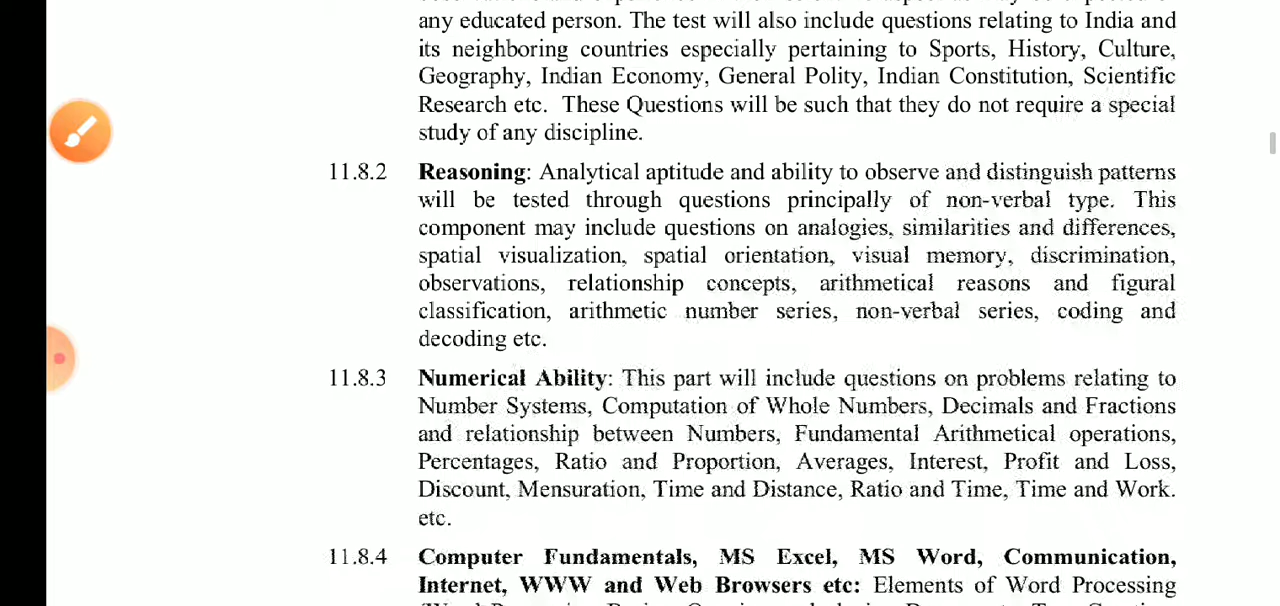 any educated person. The test will also include questions relating to India and
its neighboring countries especially pertaining to Sports, History, Culture,
Geography, Indian Economy, General Polity, Indian Constitution, Scientific
Research etc. These Questions will be such that they do not require a special
study of any discipline.
11.8.2 Reasoning: Analytical aptitude and ability to observe and distinguish patterns
will be tested through questions principally of non-verbal type. This
component may include questions on analogies, similarities and differences,
spatial visualization, spatial orientation, visual memory, discrimination,
observations, relationship concepts, arithmetical reasons and figural
classification, arithmetic number series, non-verbal series, coding and
decoding etc.
11.8.3 Numerical Ability: This part will include questions on problems relating to
Number Systems, Computation of Whole Numbers, Decimals and Fractions
and relationship between Numbers, Fundamental Arithmetical operations,
Percentages, Ratio and Proportion, Averages, Interest, Profit and Loss,
Discount, Mensuration, Time and Distance, Ratio and Time, Time and Work.
etc.
11.8.4 Computer Fundamentals, MS Excel, MS Word, Communication,
Internet, WWW and Web Browsers etc: Elements of Word Processing